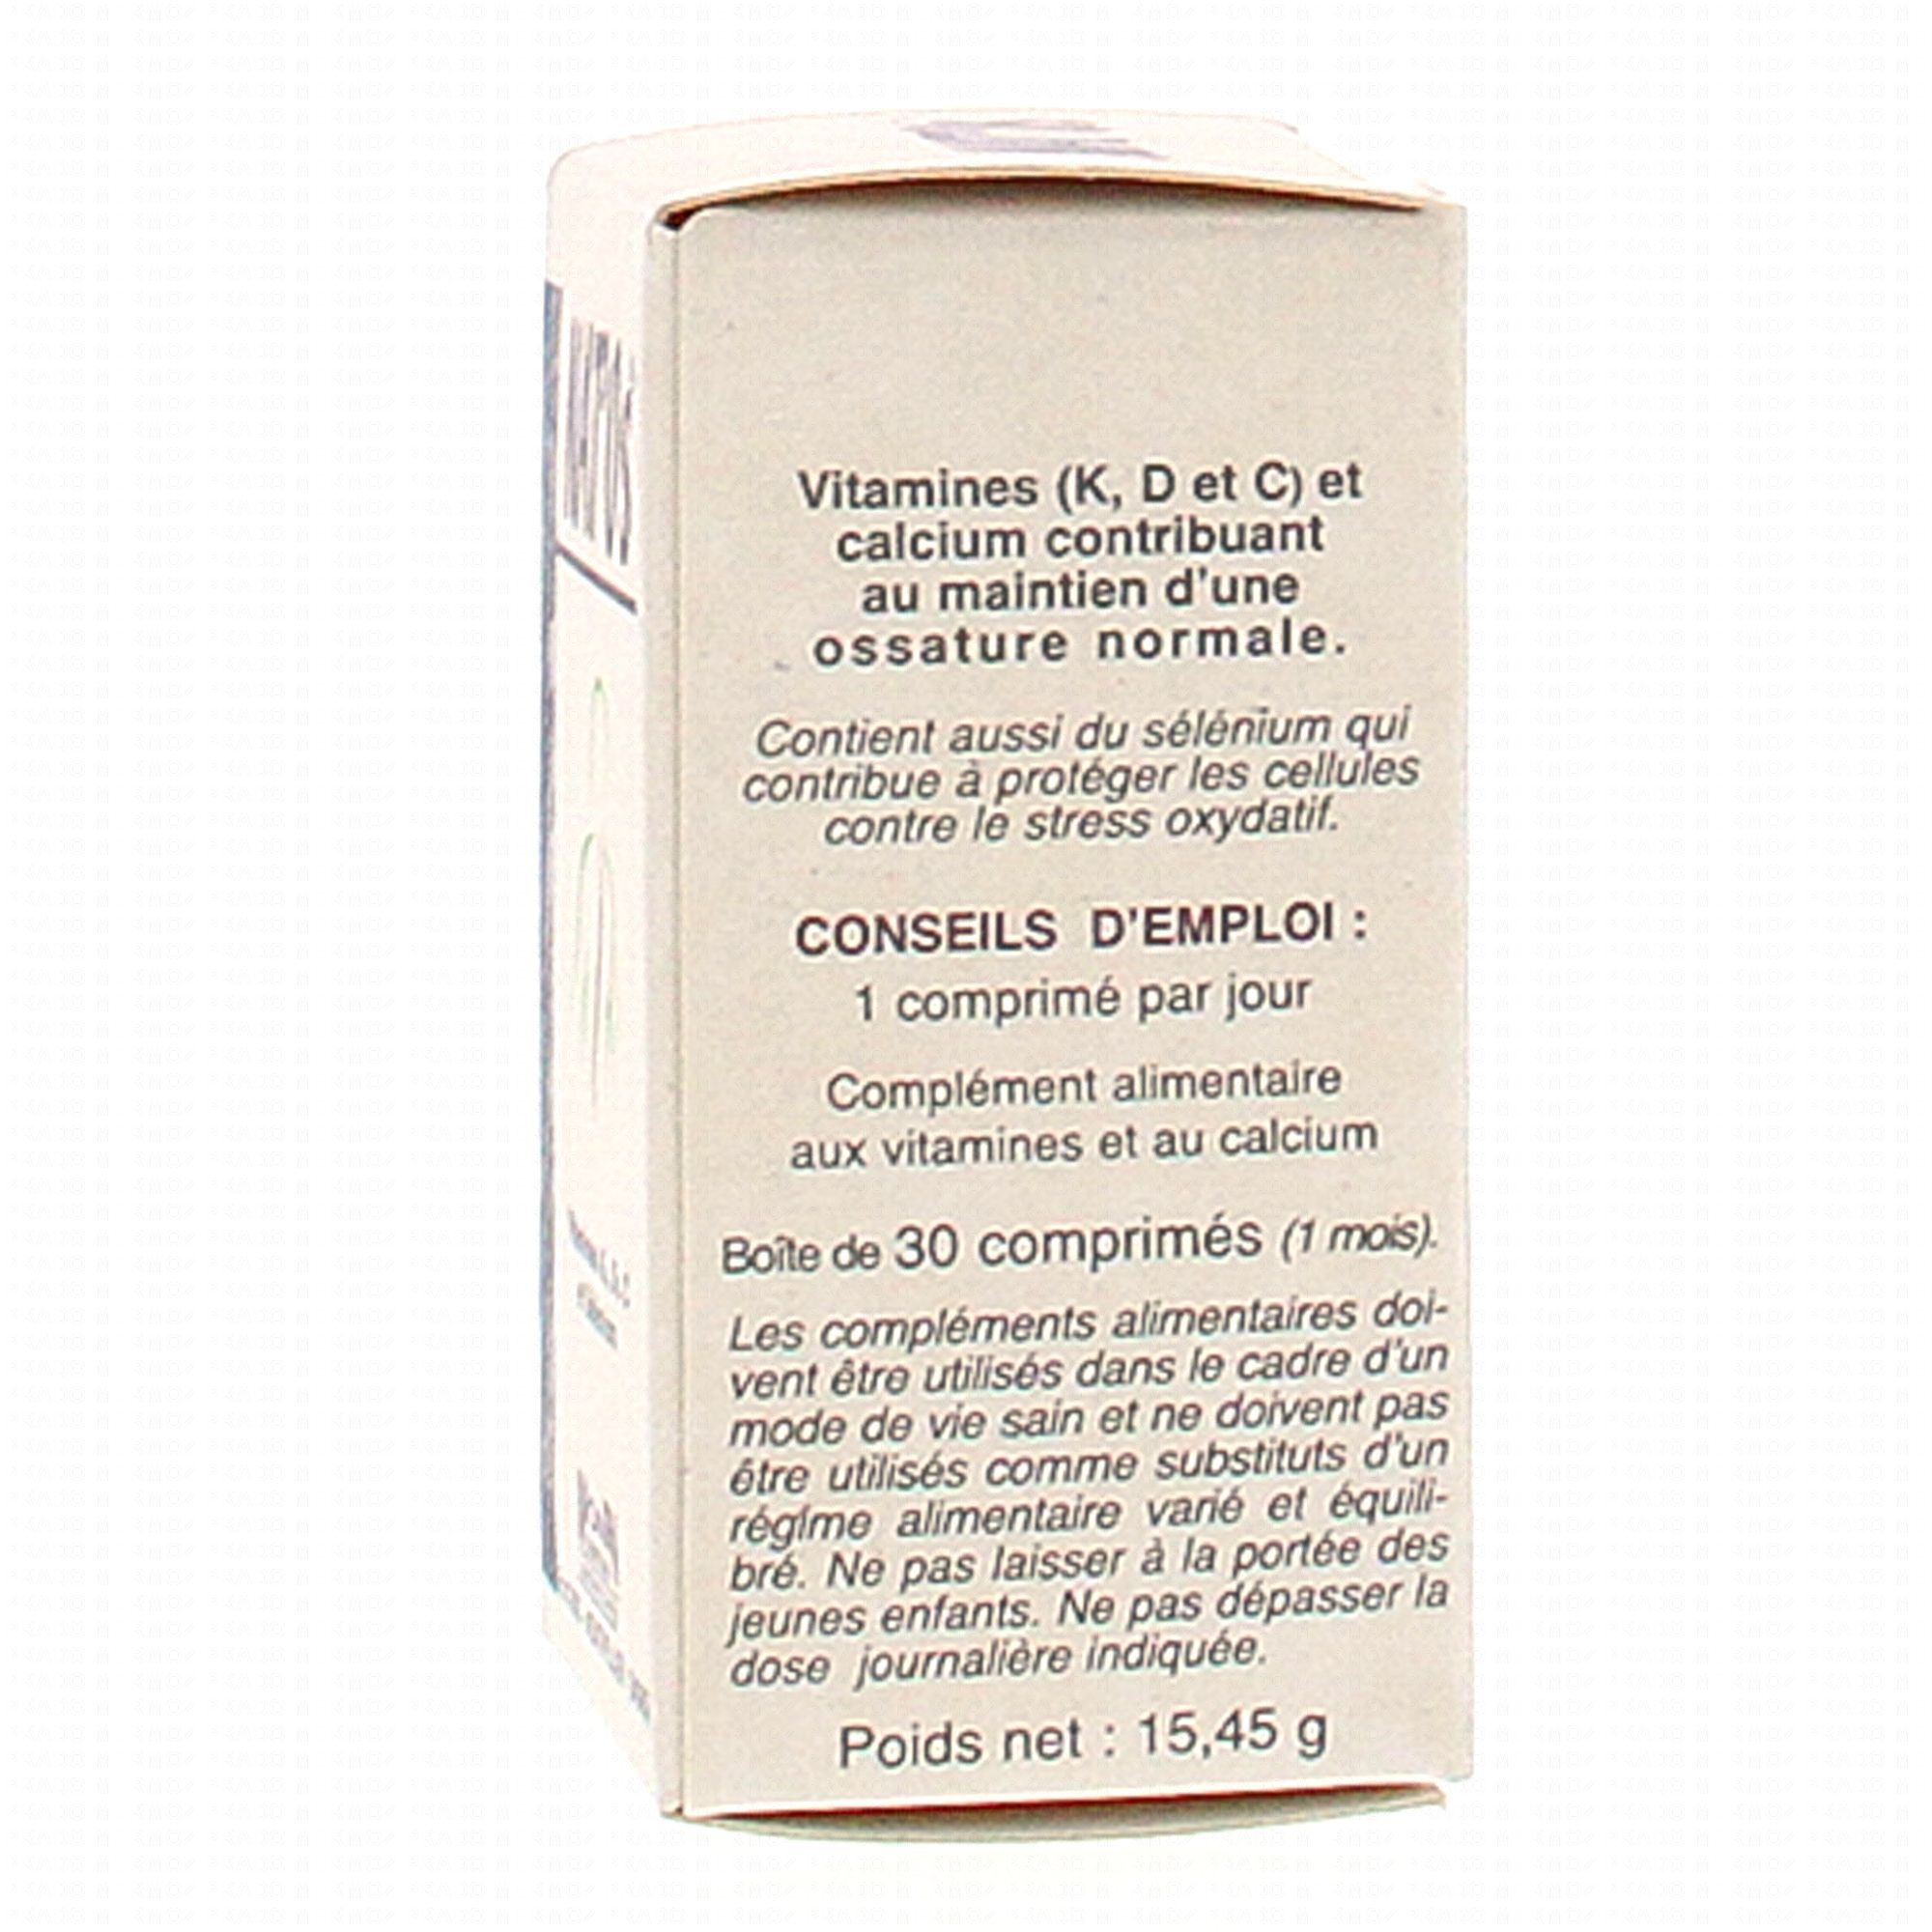 Vitamines (K, D et C) et
calcium contribuant
au maintien d'une
ossature normale.
Contient aussi du sélénium qui
contribue à protéger les cellules
contre le stress oxydatif.
CONSEILS D'EMPLOI :
1 comprimé par jour
Complément alimentaire
aux vitamines et au calcium
Boîte de 30 comprimés (1 mois).
Les compléments alimentaires doi-
vent être utilisés dans le cadre d'un
mode de vie sain et ne doivent pas
être utilisés comme substituts d'un
régime alimentaire varié et équili-
bré. Ne pas laisser à la portée des
jeunes enfants. Ne pas dépasser la
dose journalière indiquée.
Poids net : 15,45 g